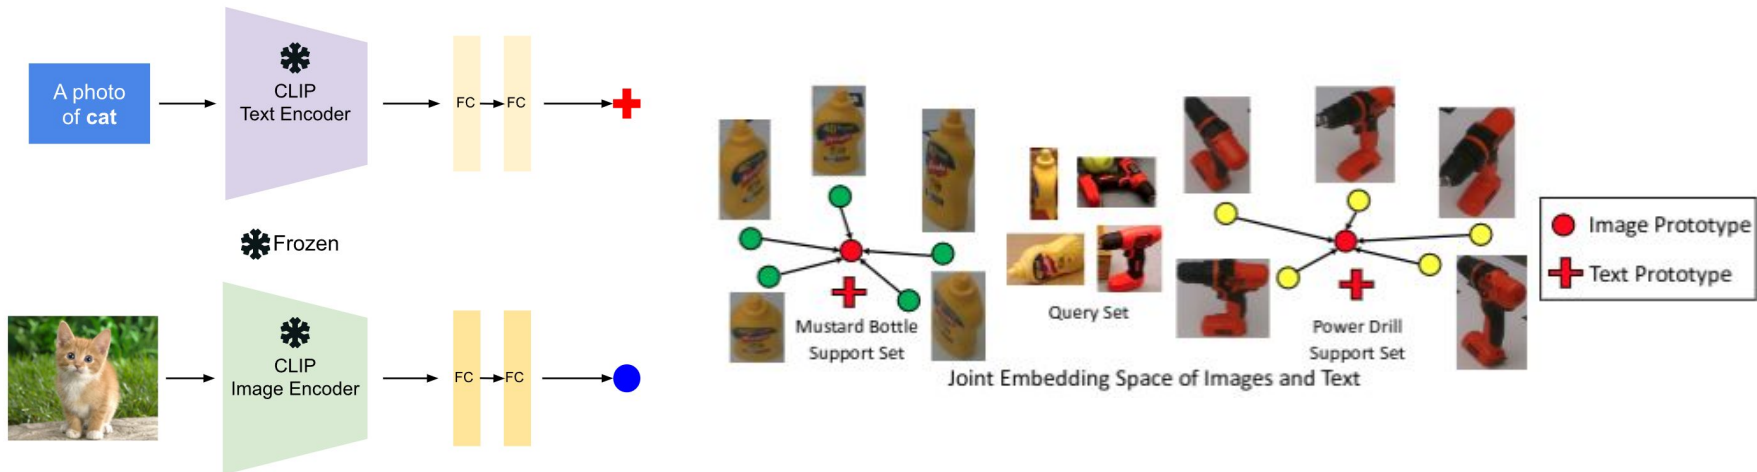 A photo
of cat
CLIP
Text Encoder
FC
FC
Frozen
CLIP
Image Encoder
FC
FC
Mustard Bottle
Support Set
Query Set
Power Drill
Support Set
Joint Embedding Space of Images and Text
Image Prototype
Text Prototype